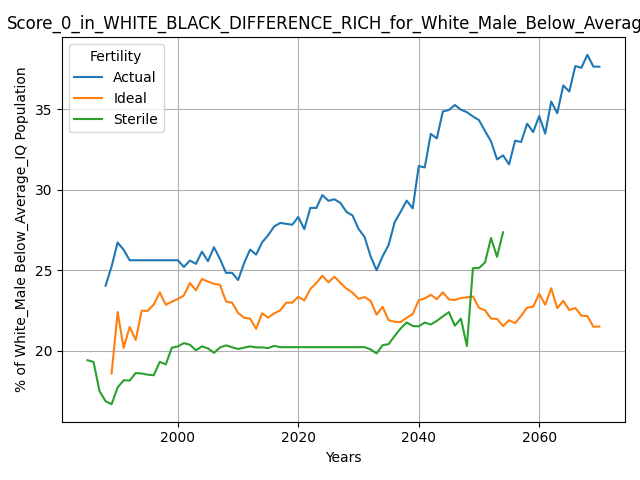 Score_0_in_WHITE_BLACK_DIFFERENCE_RICH_for_White_Male_Below_Averag
Fertility
Actual
Ideal
Sterile
% of White_Male Below_Average_IQ Population
35
30
25
20
2000 2020 2040 2060
Years